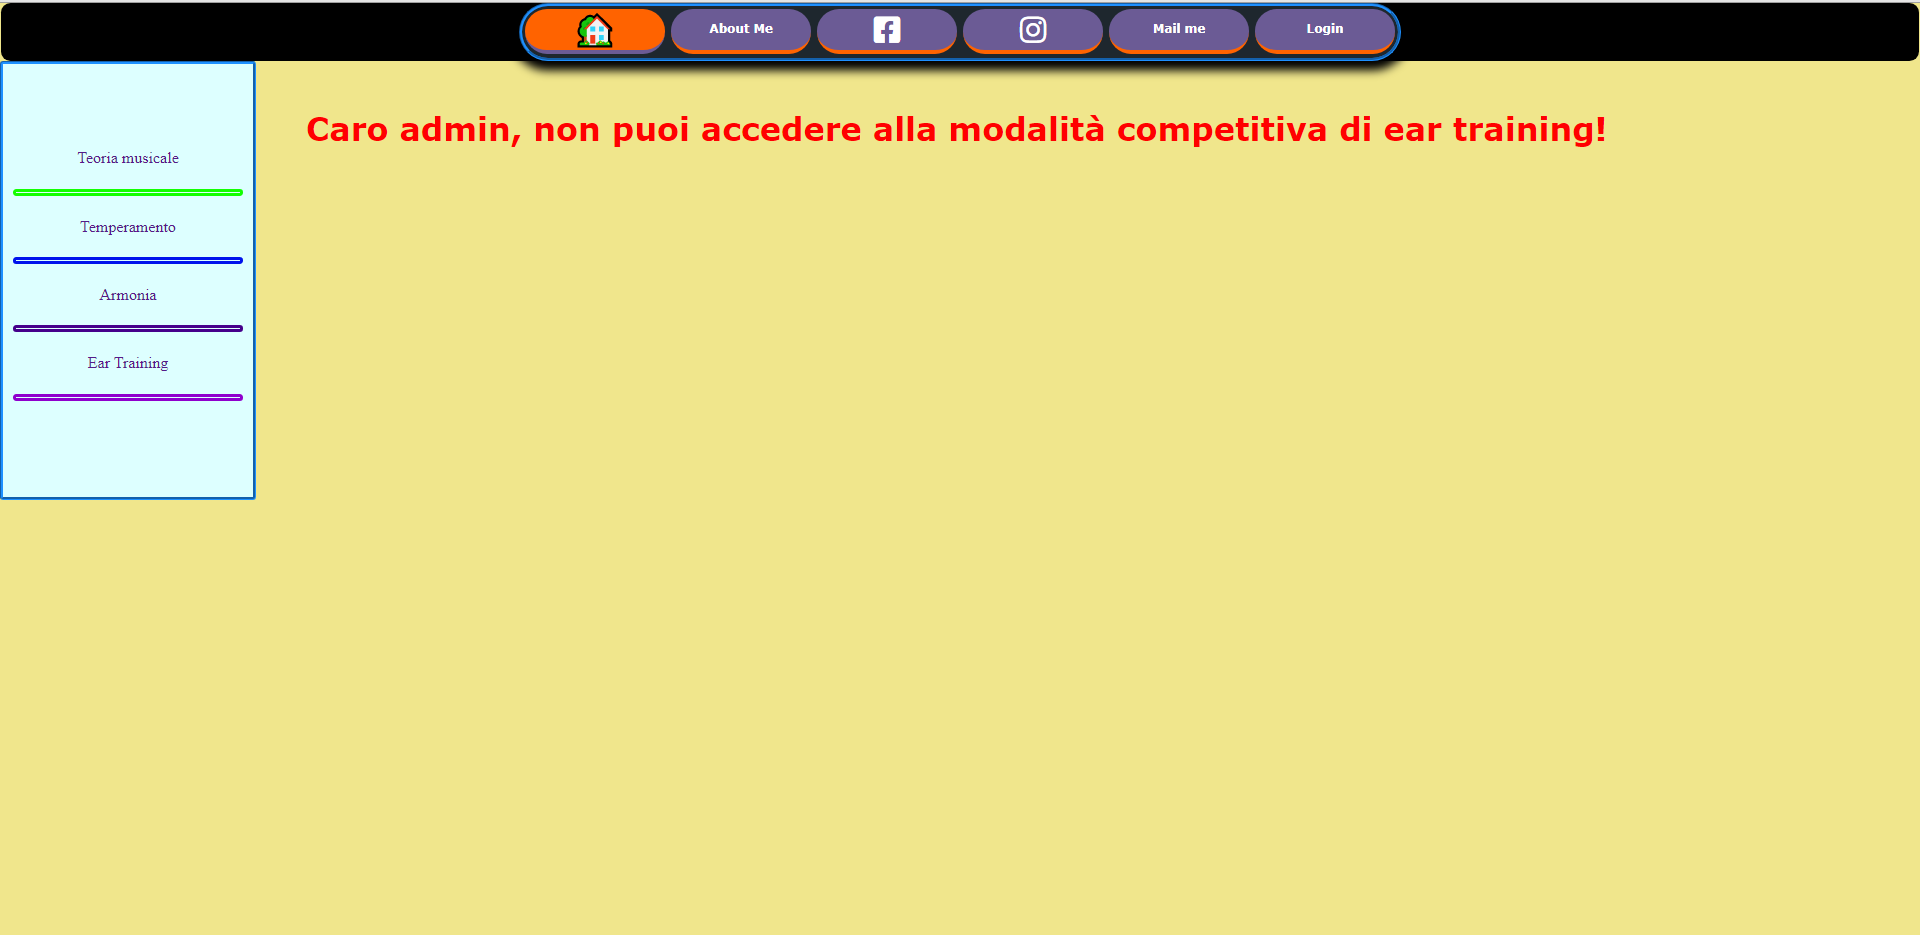 About Me
Mail me
Login
Caro admin, non puoi accedere alla modalità competitiva di ear training!
Teoria musicale
Temperamento
Armonia
Ear Training